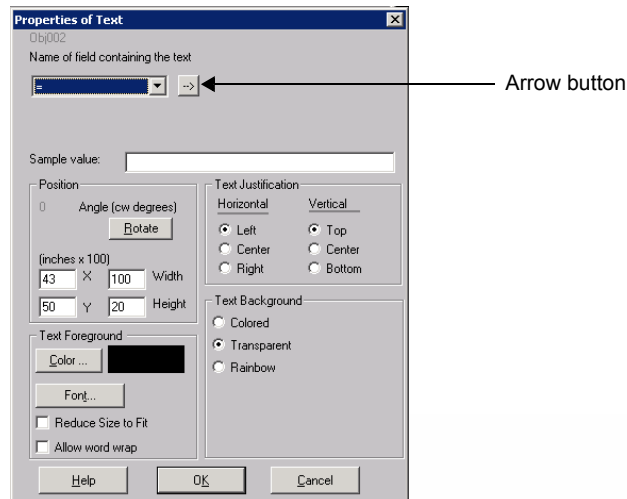 Properties of Text
Obj002
Name of field containing the text
=
-->
Arrow button
Sample value:
Position
0 Angle (cw degrees)
Rotate
(inches x 100)
43 X 100 Width
50 Y 20 Height
Text Justification
Horizontal Vertical
Left Top
Center Center
Right Bottom
Text Foreground
Color ...
Font...
Reduce Size to Fit
Allow word wrap
Text Background
Colored
Transparent
Rainbow
Help OK Cancel